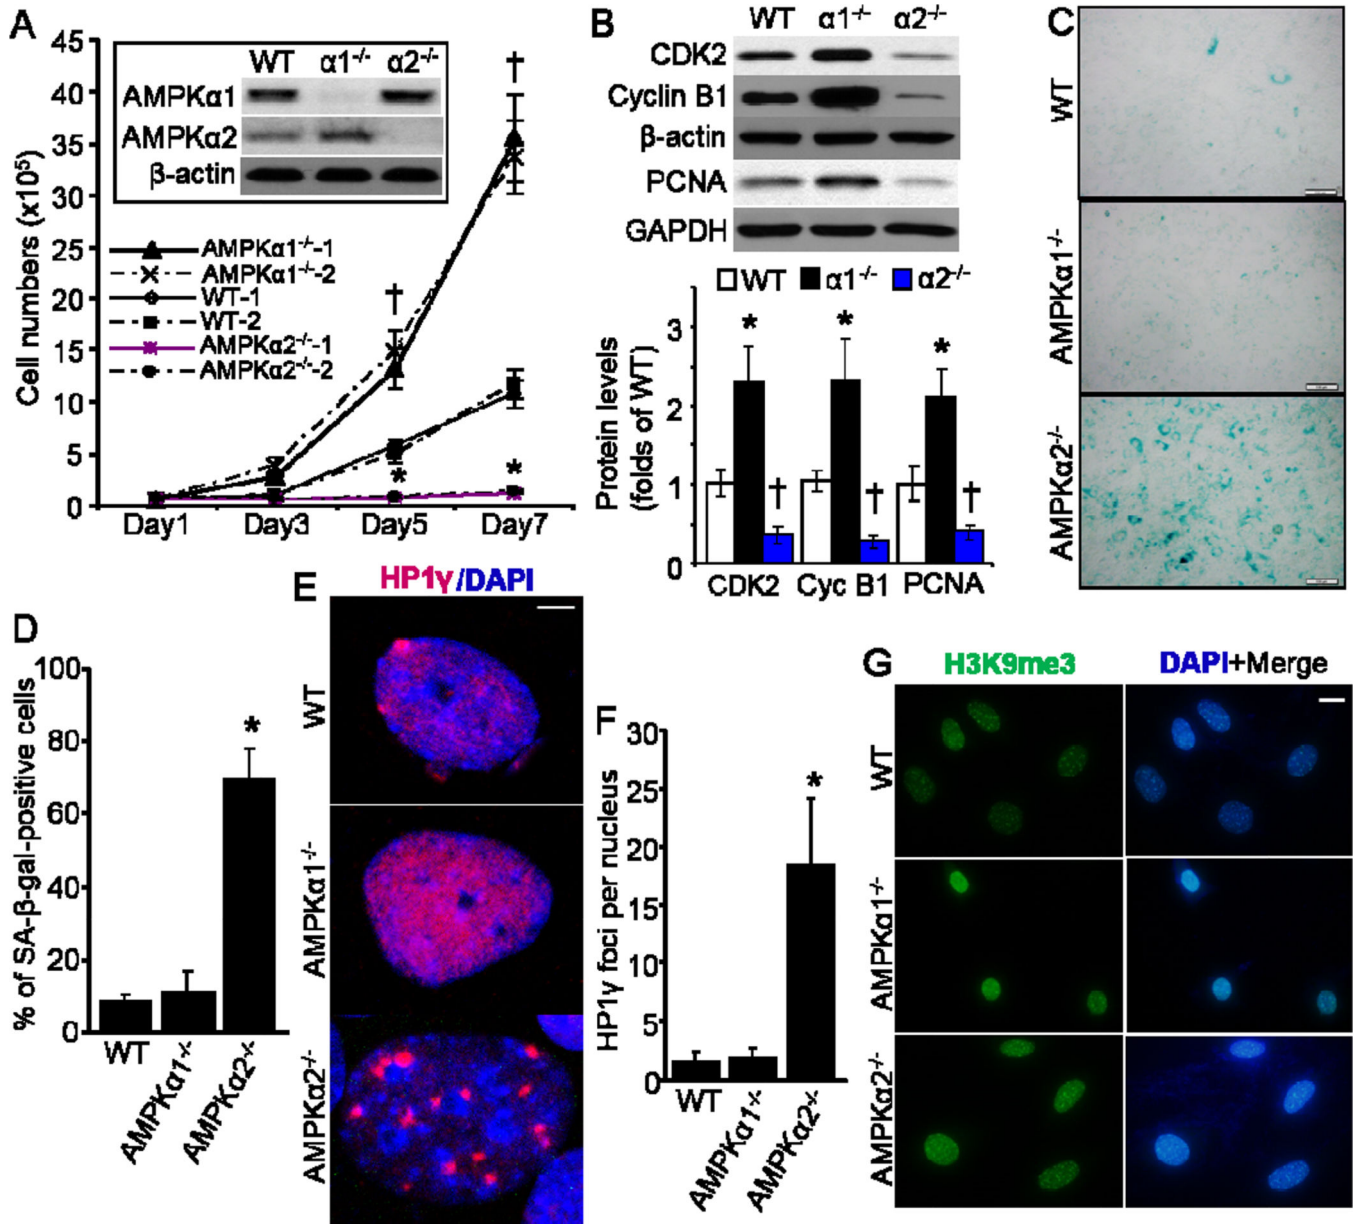 A
45
40
35
30
25
20
15
10
5
0
Cell numbers (x10⁵)
WT α1⁻/⁻ α2⁻/⁻
AMPKα1
AMPKα2
β-actin
AMPKα1⁻/⁻-1
AMPKα1⁻/⁻-2
WT-1
WT-2
AMPKα2⁻/⁻-1
AMPKα2⁻/⁻-2
†
†
*
*
Day1 Day3 Day5 Day7
B
WT α1⁻/⁻ α2⁻/⁻
CDK2
Cyclin B1
β-actin
PCNA
GAPDH
WT α1⁻/⁻ α2⁻/⁻
Protein levels
(folds of WT)
3
2
1
0
* * *
† † †
CDK2 Cyc B1 PCNA
C
WT
AMPKα1⁻/⁻
AMPKα2⁻/⁻
D
% of SA-β-gal-positive cells
100
80
60
40
20
0
*
WT
AMPKα1⁻/⁻
AMPKα2⁻/⁻
E
HP1γ/DAPI
WT
AMPKα1⁻/⁻
AMPKα2⁻/⁻
F
HP1γ foci per nucleus
30
25
20
15
10
5
0
*
WT
AMPKα1⁻/⁻
AMPKα2⁻/⁻
G
H3K9me3 DAPI+Merge
WT
AMPKα1⁻/⁻
AMPKα2⁻/⁻